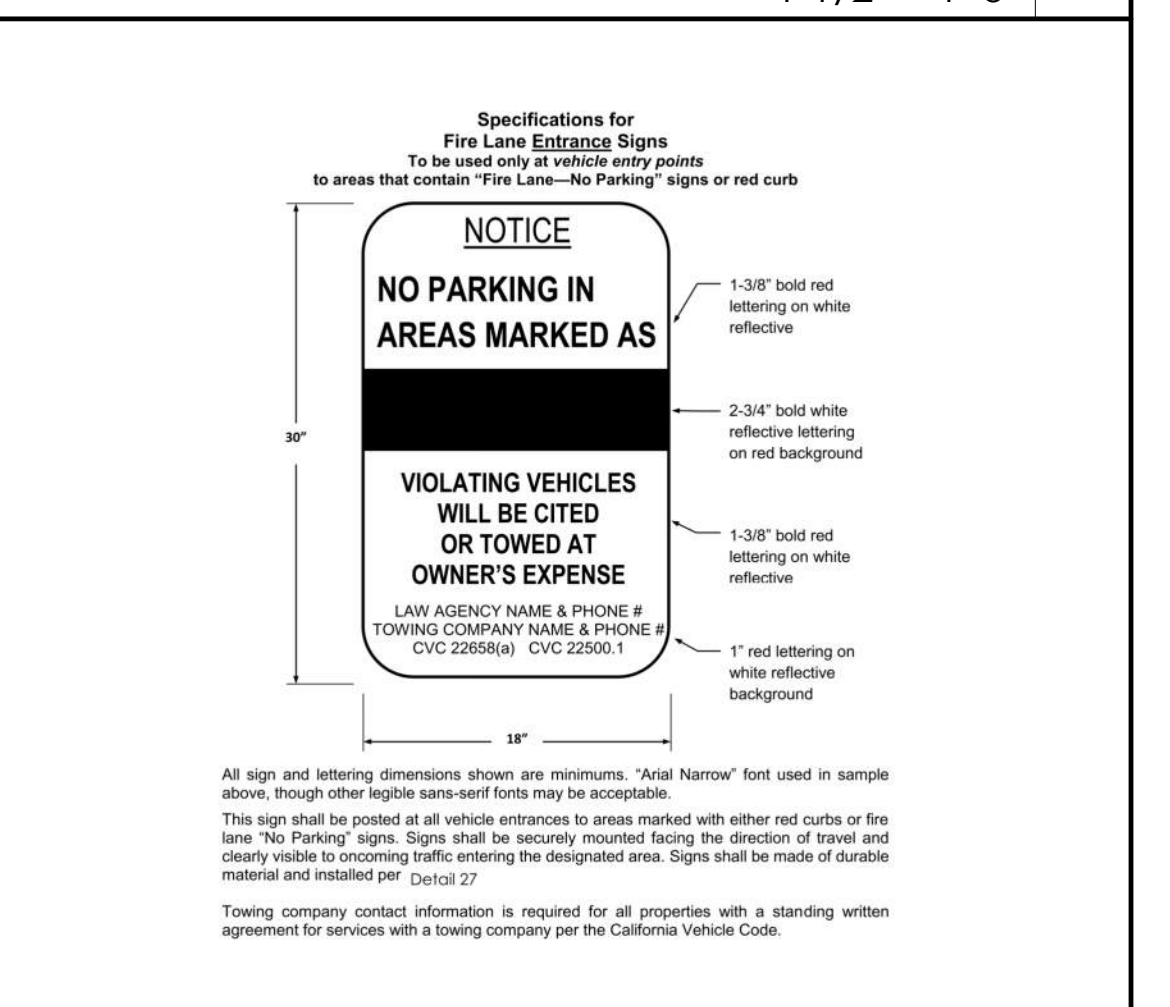 Specifications for
Fire Lane Entrance Signs
To be used only at vehicle entry points
to areas that contain “Fire Lane—No Parking” signs or red curb
NOTICE
NO PARKING IN
AREAS MARKED AS
VIOLATING VEHICLES
WILL BE CITED
OR TOWED AT
OWNER’S EXPENSE
LAW AGENCY NAME & PHONE #
TOWING COMPANY NAME & PHONE #
CVC 22658(a) CVC 22500.1
1-3/8” bold red
lettering on white
reflective
2-3/4” bold white
reflective lettering
on red background
1-3/8” bold red
lettering on white
reflective
1” red lettering on
white reflective
background
30”
18”
All sign and lettering dimensions shown are minimums. “Arial Narrow” font used in sample
above, though other legible sans-serif fonts may be acceptable.
This sign shall be posted at all vehicle entrances to areas marked with either red curbs or fire
lane “No Parking” signs. Signs shall be securely mounted facing the direction of travel and
clearly visible to oncoming traffic entering the designated area. Signs shall be made of durable
material and installed per Detail 27
Towing company contact information is required for all properties with a standing written
agreement for services with a towing company per the California Vehicle Code.